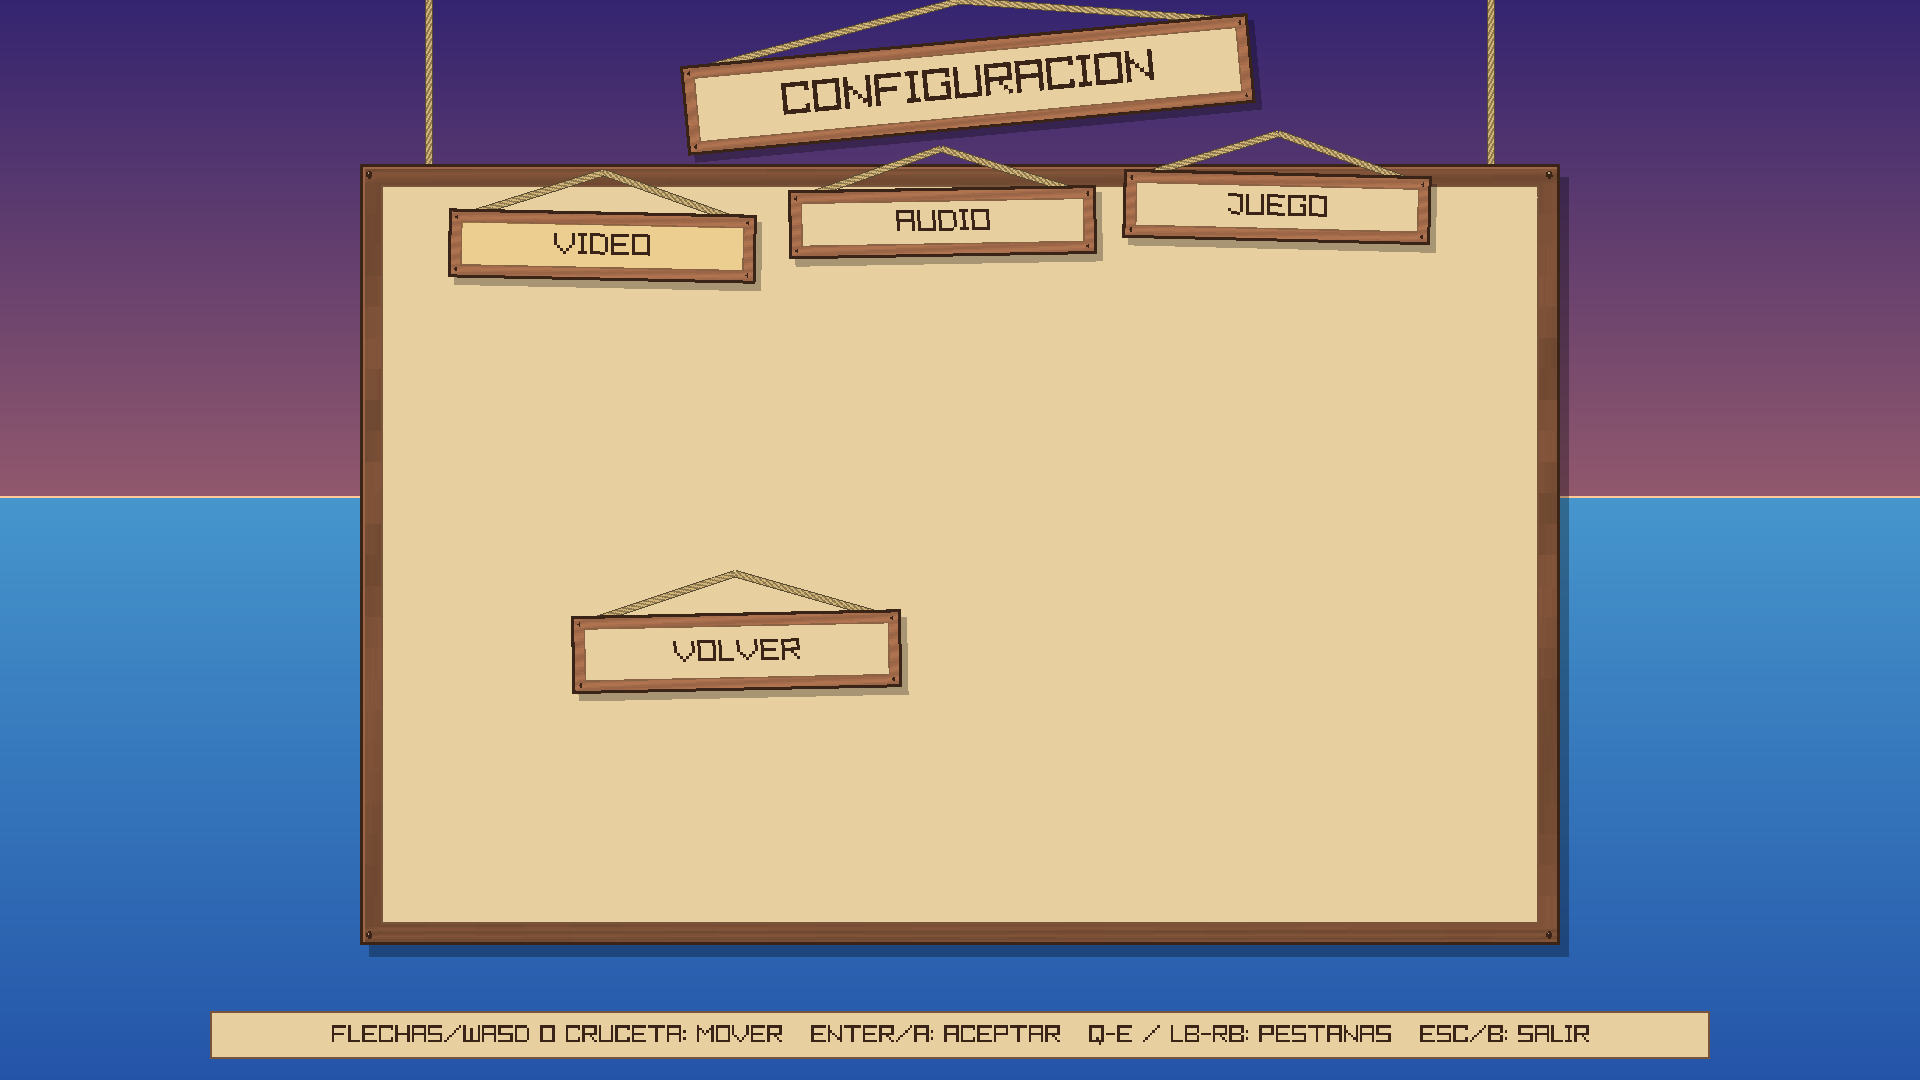 CONFIGURACION
VIDEO
AUDIO
JUEGO
VOLVER
FLECHAS/WASD O CRUCETA: MOVER   ENTER/A: ACEPTAR   Q-E / LB-RB: PESTANAS   ESC/B: SALIR